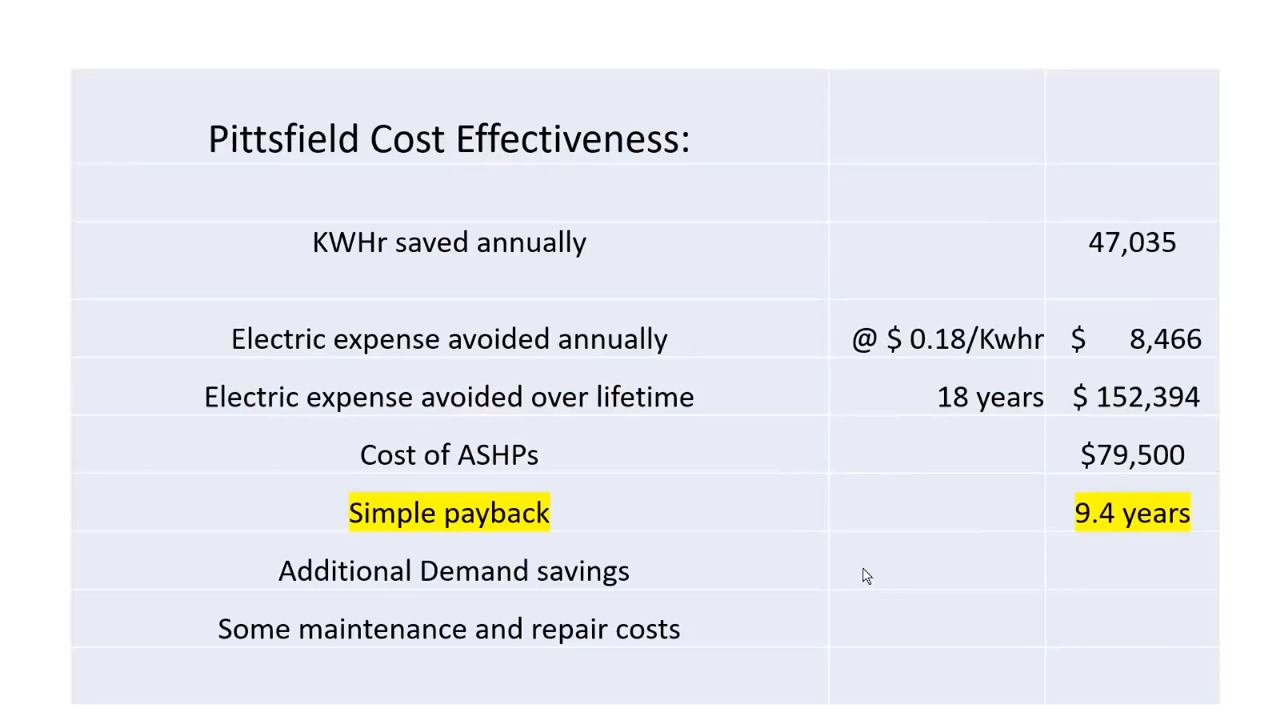 Pittsfield Cost Effectiveness:
KWHr saved annually 47,035
Electric expense avoided annually @ $ 0.18/Kwhr $ 8,466
Electric expense avoided over lifetime 18 years $ 152,394
Cost of ASHPs $79,500
Simple payback 9.4 years
Additional Demand savings
Some maintenance and repair costs